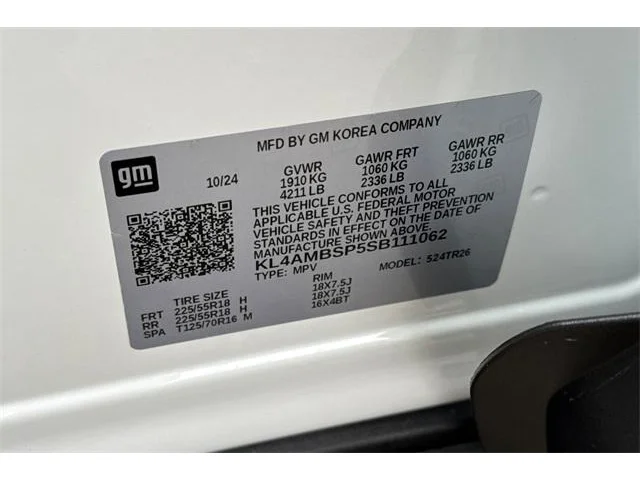 MFD BY GM KOREA COMPANY
gm
10/24
GVWR GAWR FRT GAWR RR
1910 KG 1060 KG 1060 KG
4211 LB 2336 LB 2336 LB
THIS VEHICLE CONFORMS TO ALL
APPLICABLE U.S. FEDERAL MOTOR
VEHICLE SAFETY AND THEFT PREVENTION
STANDARDS IN EFFECT ON THE DATE OF
MANUFACTURE SHOWN ABOVE.
KL4AMBSP5SB111062
TYPE: MPV MODEL: 524TR26
TIRE SIZE RIM
FRT 225/55R18 H 18X7.5J
RR 225/55R18 H 18X7.5J
SPA T125/70R16 M 16X4BT